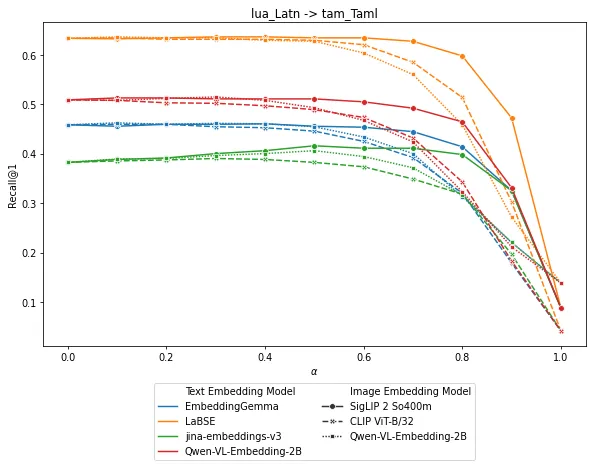 lua_Latn -> tam_Taml
Recall@1
0.6
0.5
0.4
0.3
0.2
0.1
0.0 0.2 0.4 0.6 0.8 1.0
α
Text Embedding Model Image Embedding Model
EmbeddingGemma SigLIP 2 So400m
LaBSE CLIP ViT-B/32
jina-embeddings-v3 Qwen-VL-Embedding-2B
Qwen-VL-Embedding-2B